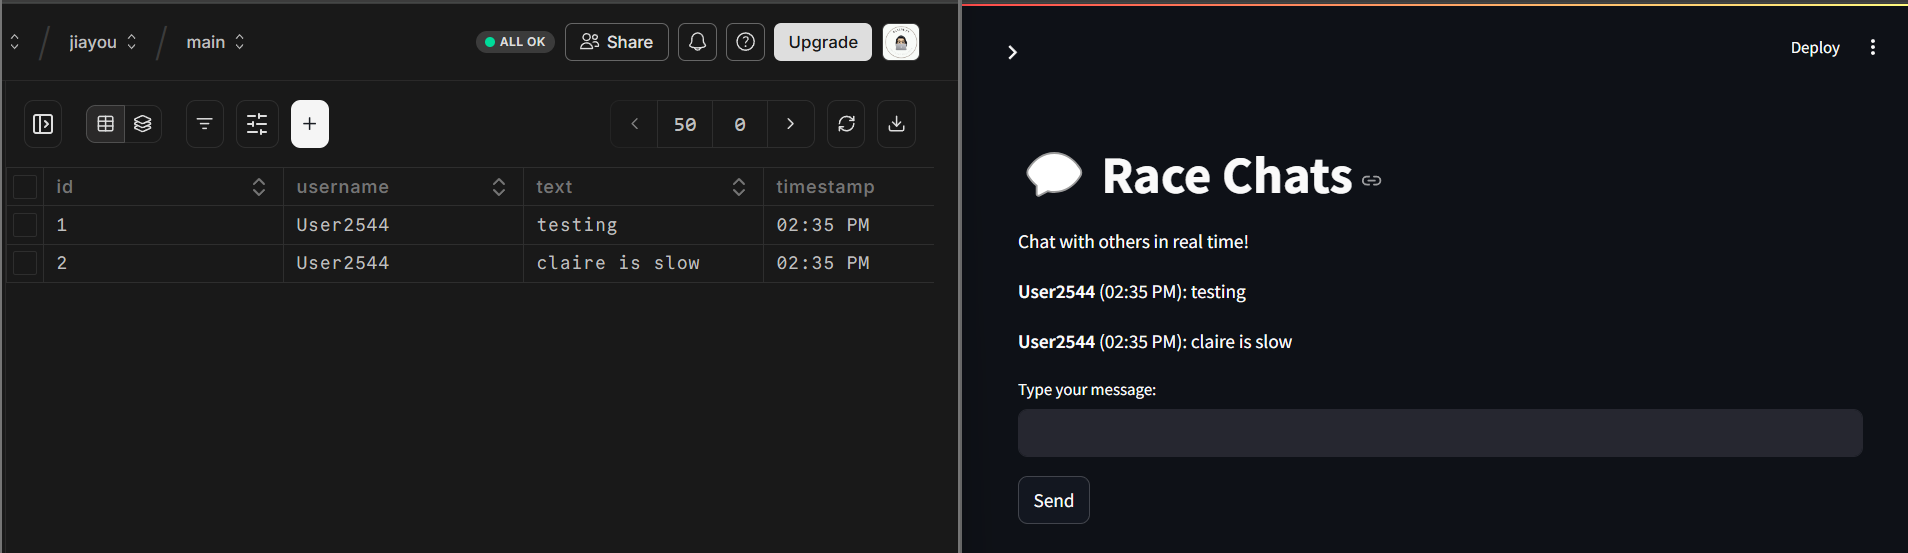 jiayou main ALL OK Share Upgrade
50 0
id username text timestamp
1 User2544 testing 02:35 PM
2 User2544 claire is slow 02:35 PM
Deploy
Race Chats
Chat with others in real time!
User2544 (02:35 PM): testing
User2544 (02:35 PM): claire is slow
Type your message:
Send